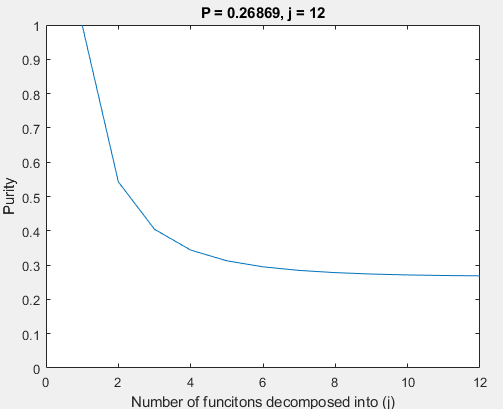 P = 0.26869, j = 12
1
0.9
0.8
0.7
0.6
0.5
0.4
0.3
0.2
0.1
0
Purity
0 2 4 6 8 10 12
Number of funcitons decomposed into (j)